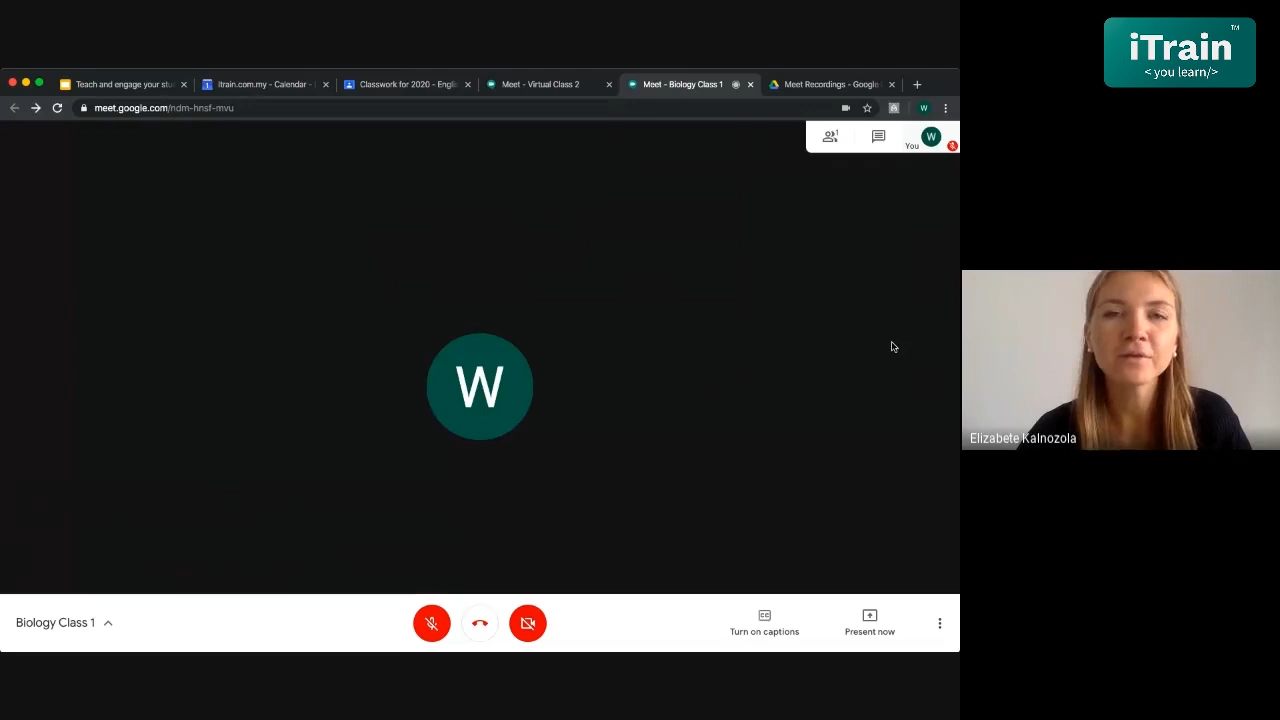 iTrain™
< you learn/>
Teach and engage your stu
itrain.com.my - Calendar -
Classwork for 2020 - Engli
Meet - Virtual Class 2
Meet - Biology Class 1
Meet Recordings - Google
meet.google.com/ndm-hnsf-mvu
W
1
You
W
W
Elizabete Kalnozola
Biology Class 1
Turn on captions
Present now